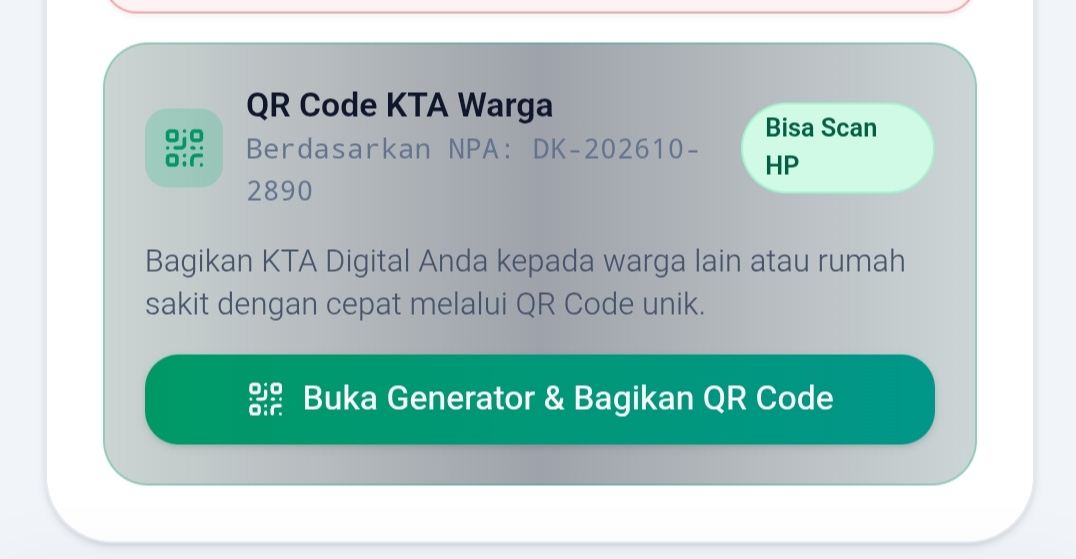 QR Code KTA Warga
Berdasarkan NPA: DK-202610-
2890
Bisa Scan
HP
Bagikan KTA Digital Anda kepada warga lain atau rumah
sakit dengan cepat melalui QR Code unik.
Buka Generator & Bagikan QR Code